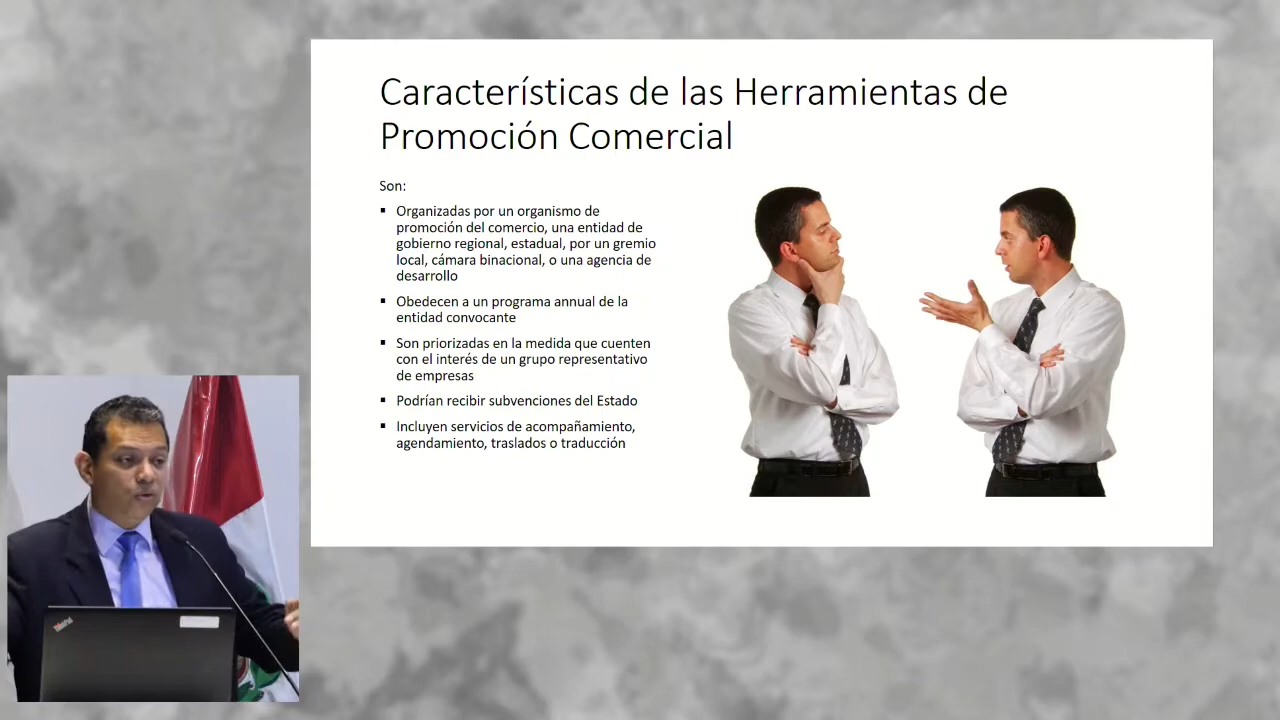 Características de las Herramientas de
Promoción Comercial
Son:
▪ Organizadas por un organismo de
promoción del comercio, una entidad de
gobierno regional, estadual, por un gremio
local, cámara binacional, o una agencia de
desarrollo
▪ Obedecen a un programa annual de la
entidad convocante
▪ Son priorizadas en la medida que cuenten
con el interés de un grupo representativo
de empresas
▪ Podrían recibir subvenciones del Estado
▪ Incluyen servicios de acompañamiento,
agendamiento, traslados o traducción
ThinkPad